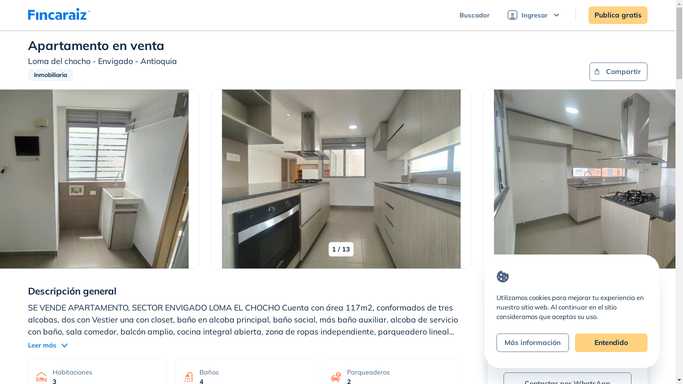 Fincaraiz
Buscador
Ingresar
Publica gratis
Apartamento en venta
Loma del chocho - Envigado - Antioquia
Inmobiliaria
Compartir
1 / 13
Descripción general
SE VENDE APARTAMENTO, SECTOR ENVIGADO LOMA EL CHOCHO Cuenta con área 117m2, conformados de tres
alcobas, dos con Vestier una con closet, baño en alcoba principal, baño social, más baño auxiliar, alcoba de servicio
con baño, sala comedor, balcón amplio, cocina integral abierta, zona de ropas independiente, parqueadero lineal...
Leer más
Habitaciones
3
Baños
4
Parqueaderos
2
Utilizamos cookies para mejorar tu experiencia en
nuestro sitio web. Al continuar en el sitio
consideramos que aceptas su uso.
Más información
Entendido
Contactar por WhatsApp